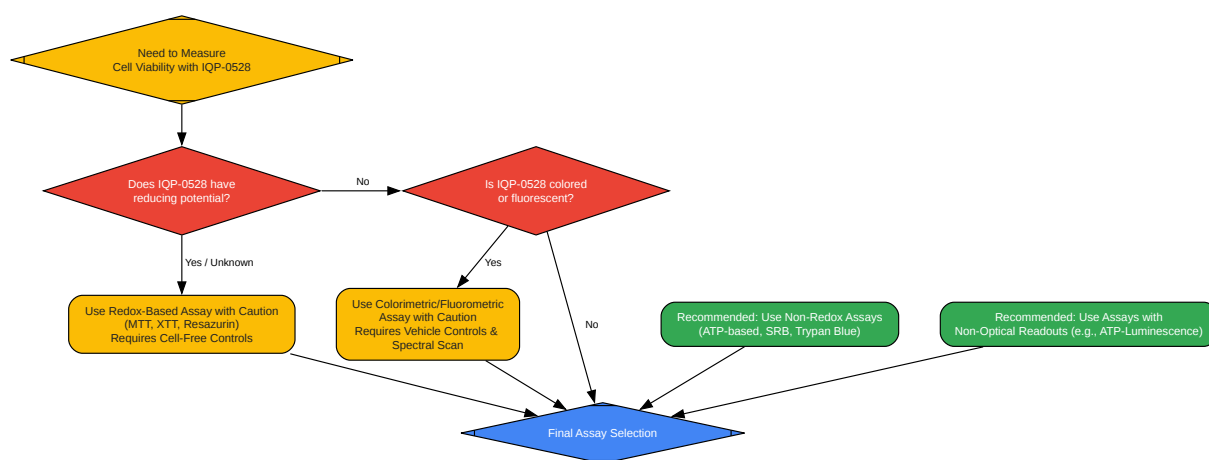 Need to Measure
Cell Viability with IQP-0528
Does IQP-0528 have
reducing potential?
No
Is IQP-0528 colored
or fluorescent?
Yes / Unknown
Yes
Use Redox-Based Assay with Caution
(MTT, XTT, Resazurin)
Requires Cell-Free Controls
Use Colorimetric/Fluorometric
Assay with Caution
Requires Vehicle Controls &
Spectral Scan
No
Recommended: Use Non-Redox Assays
(ATP-based, SRB, Trypan Blue)
Recommended: Use Assays with
Non-Optical Readouts (e.g., ATP-Luminescence)
Final Assay Selection